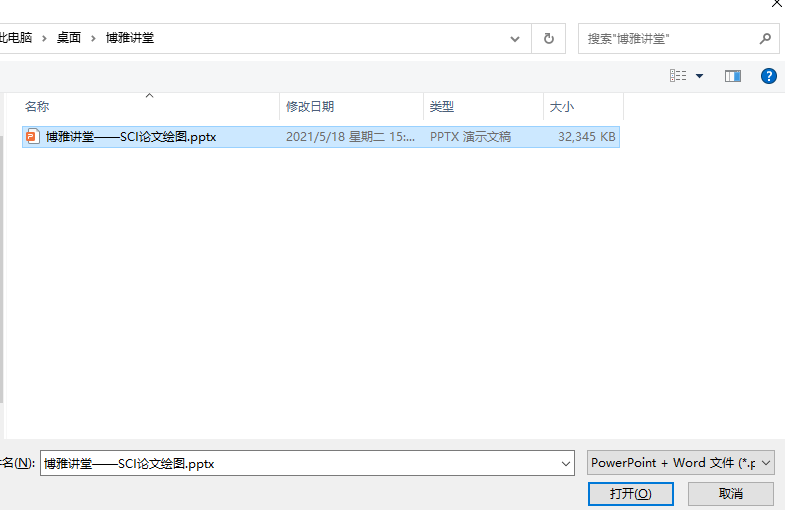 此电脑 › 桌面 › 博雅讲堂
搜索"博雅讲堂"
名称 修改日期 类型 大小
博雅讲堂——SCI论文绘图.pptx 2021/5/18 星期二 15:... PPTX 演示文稿 32,345 KB
件名(N): 博雅讲堂——SCI论文绘图.pptx PowerPoint + Word 文件 (*.p
打开(O) 取消